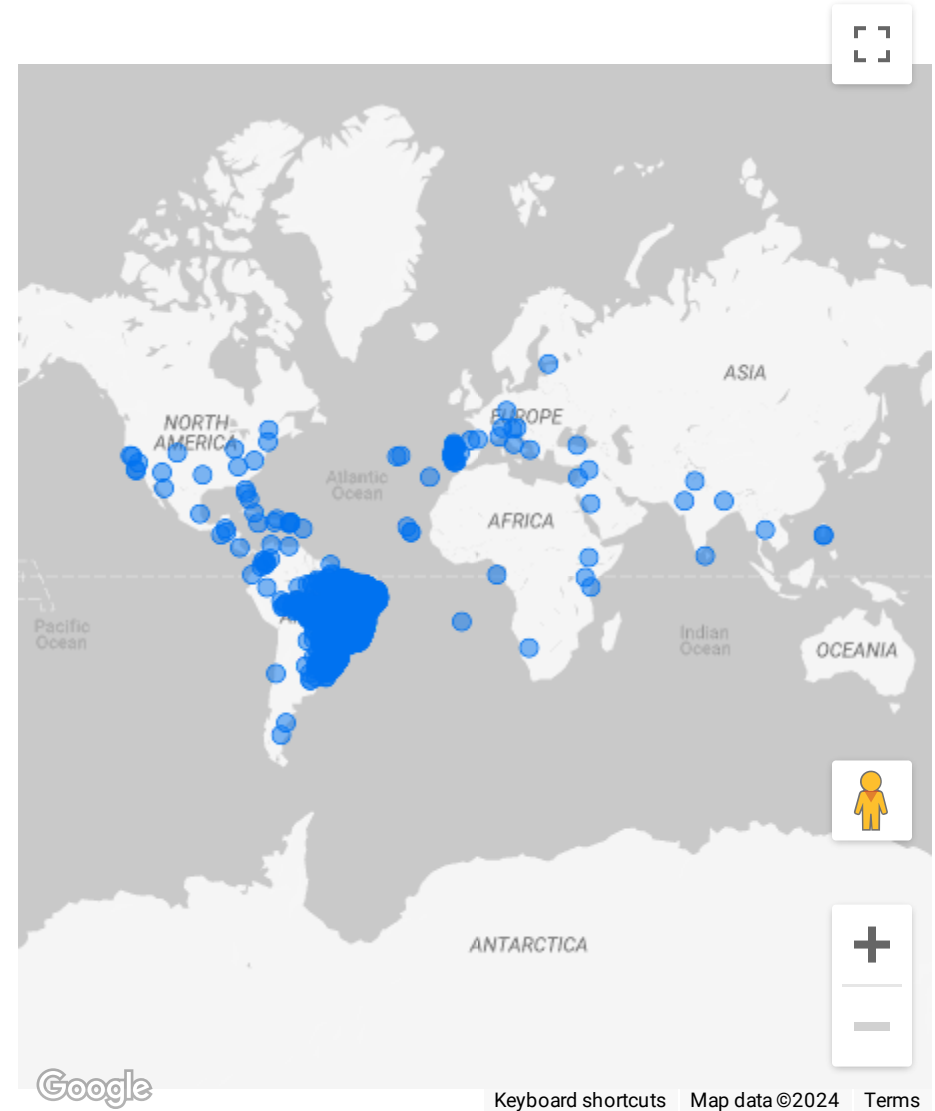 ASIA
NORTH
AMERICA
EUROPE
Atlantic
Ocean
AFRICA
Pacific
Ocean
Indian
Ocean
OCEANIA
ANTARCTICA
Google
Keyboard shortcuts
Map data ©2024
Terms